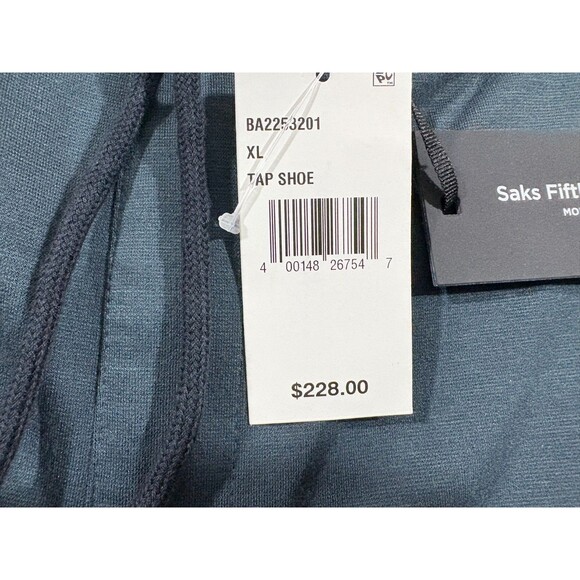 BA2253201
XL
TAP SHOE
4 00148 26754 7
$228.00
Saks Fifth